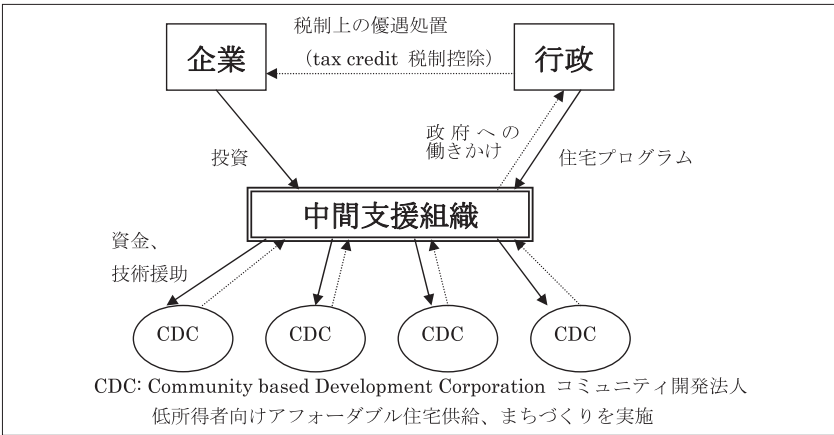 税制上の優遇処置
企業
(tax credit 税制控除)
行政
投資
政府への
働きかけ
住宅プログラム
中間支援組織
資金、
技術援助
CDC
CDC
CDC
CDC
CDC: Community based Development Corporation コミュニティ開発法人
低所得者向けアフォーダブル住宅供給、まちづくりを実施